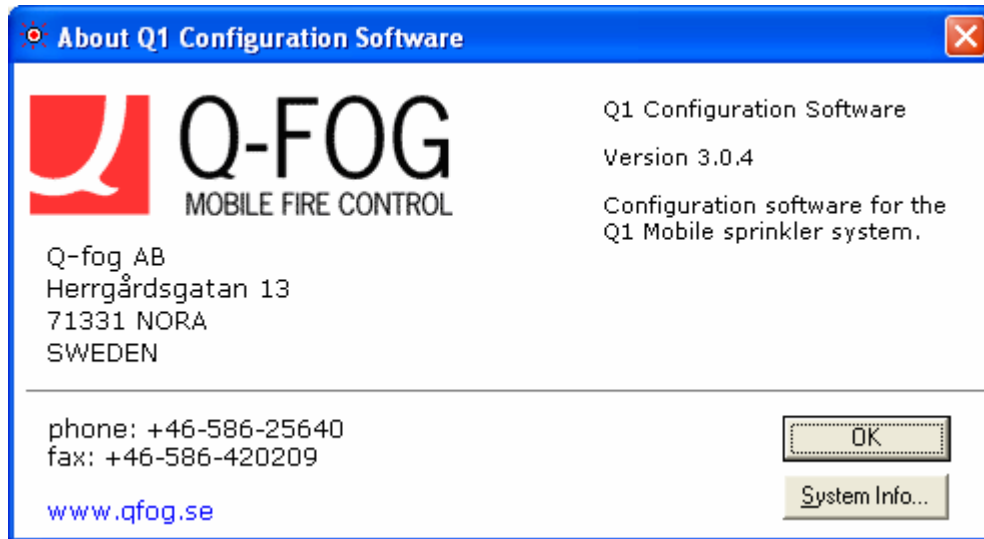 About Q1 Configuration Software
Q-FOG
MOBILE FIRE CONTROL
Q-fog AB
Herrgårdsgatan 13
71331 NORA
SWEDEN
Q1 Configuration Software
Version 3.0.4
Configuration software for the
Q1 Mobile sprinkler system.
phone: +46-586-25640
fax: +46-586-420209
www.qfog.se
OK
System Info...